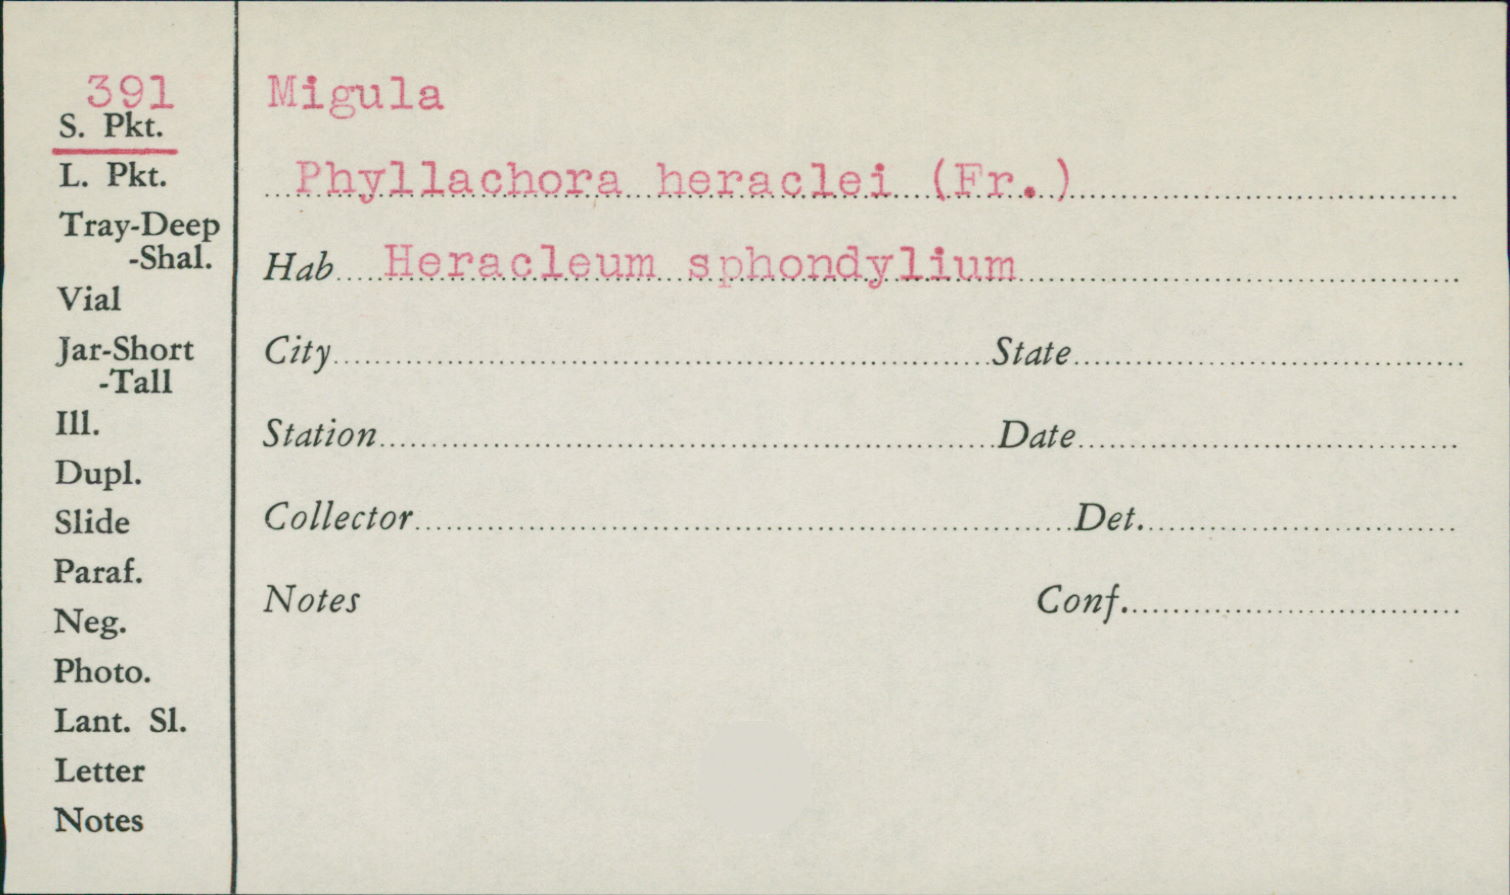 391
S. Pkt.
L. Pkt.
Tray-Deep
-Shal.
Vial
Jar-Short
-Tall
Ill.
Dupl.
Slide
Paraf.
Neg.
Photo.
Lant. Sl.
Letter
Notes
Migula
Phyllachora heraclei (Fr.)
Hab Heracleum sphondylium
City State
Station Date
Collector Det.
Notes Conf.